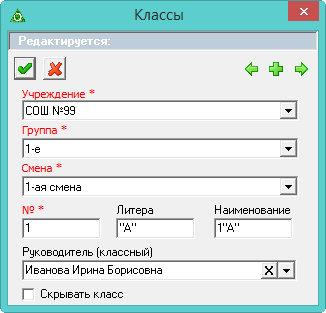 Классы
Редактируется:
Учреждение *
СОШ №99
Группа *
1-е
Смена *
1-ая смена
№ * Литера Наименование
1 "А" 1"А"
Руководитель (классный)
Иванова Ирина Борисовна X
Скрывать класс